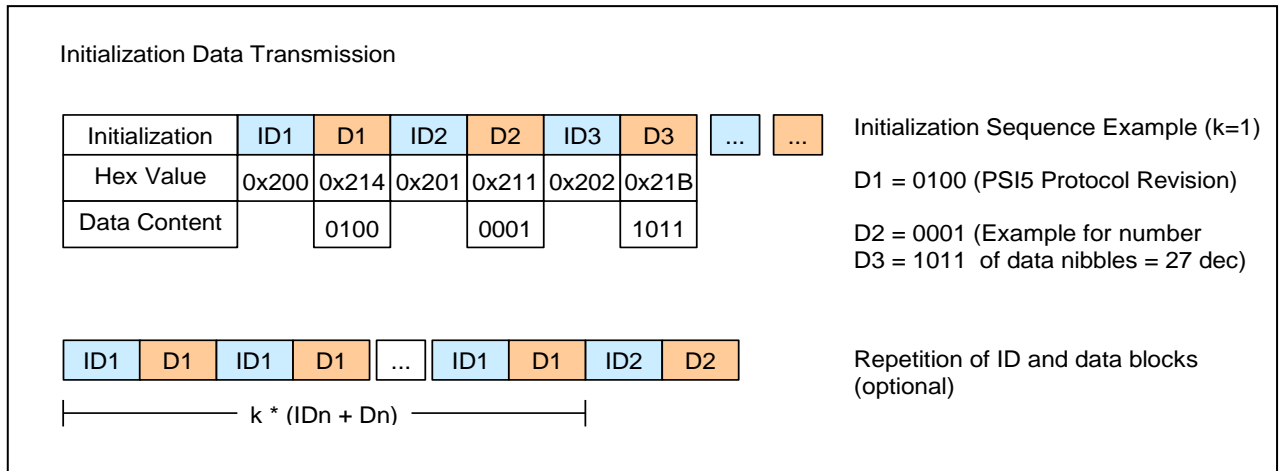 Initialization Data Transmission
Initialization ID1 D1 ID2 D2 ID3 D3 ... ...
Hex Value 0x200 0x214 0x201 0x211 0x202 0x21B
Data Content 0100 0001 1011
Initialization Sequence Example (k=1)
D1 = 0100 (PSI5 Protocol Revision)
D2 = 0001 (Example for number
D3 = 1011 of data nibbles = 27 dec)
ID1 D1 ID1 D1 ... ID1 D1 ID2 D2
k * (IDn + Dn)
Repetition of ID and data blocks
(optional)